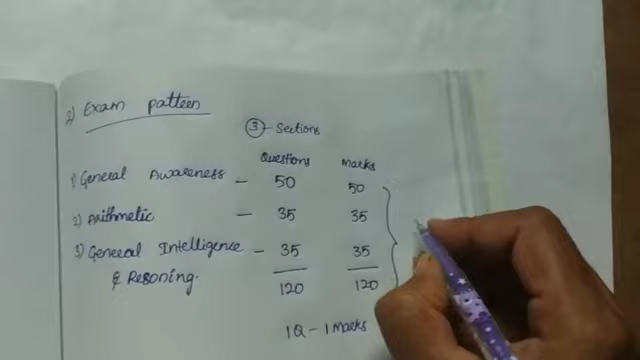 2) Exam patteen
③ - Sections
Questions Marks
1) General Awareness - 50 50
2) Arithmetic - 35 35
3) General Intelligence - 35 35
& Resoning. 120 120
1Q - 1 Marks